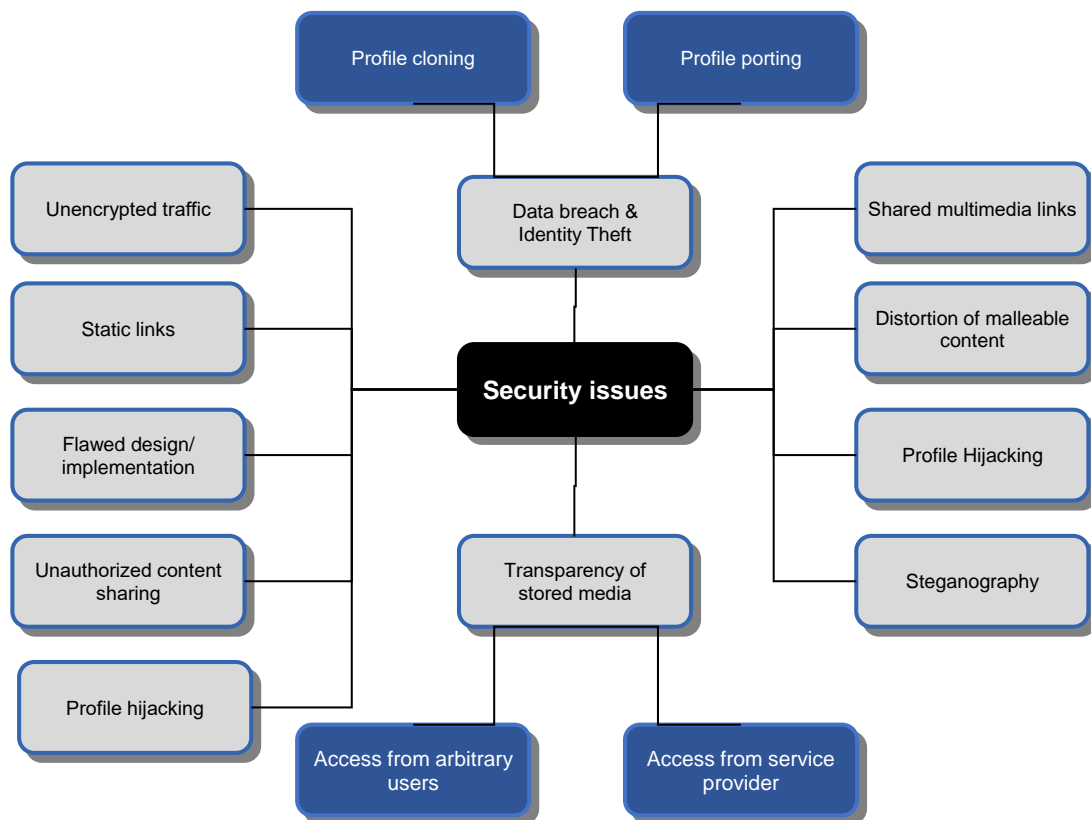 Profile cloning
Profile porting
Unencrypted traffic
Data breach &
Identity Theft
Shared multimedia links
Static links
Distortion of malleable
content
Security issues
Flawed design/
implementation
Profile Hijacking
Unauthorized content
sharing
Transparency of
stored media
Steganography
Profile hijacking
Access from arbitrary
users
Access from service
provider